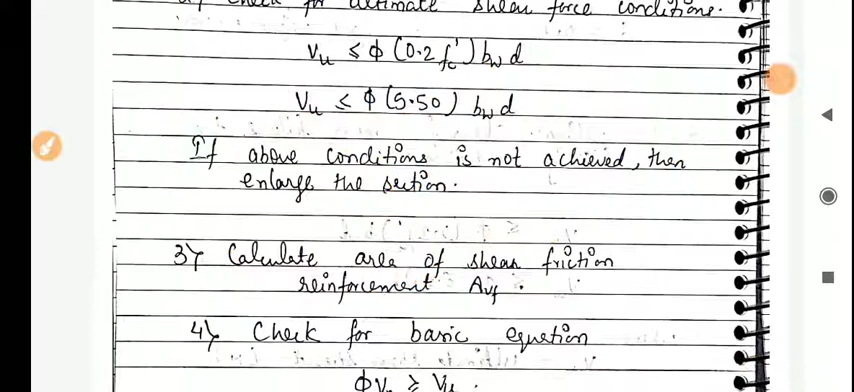 2) Check for ultimate shear force conditions.
Vu ≤ φ (0.2 fc') bw d
Vu ≤ φ (5.50) bw d
If above conditions is not achieved, then
enlarge the section.
3) Calculate area of shear friction
reinforcement Avf.
4) Check for basic equation
φVn ≥ Vu.